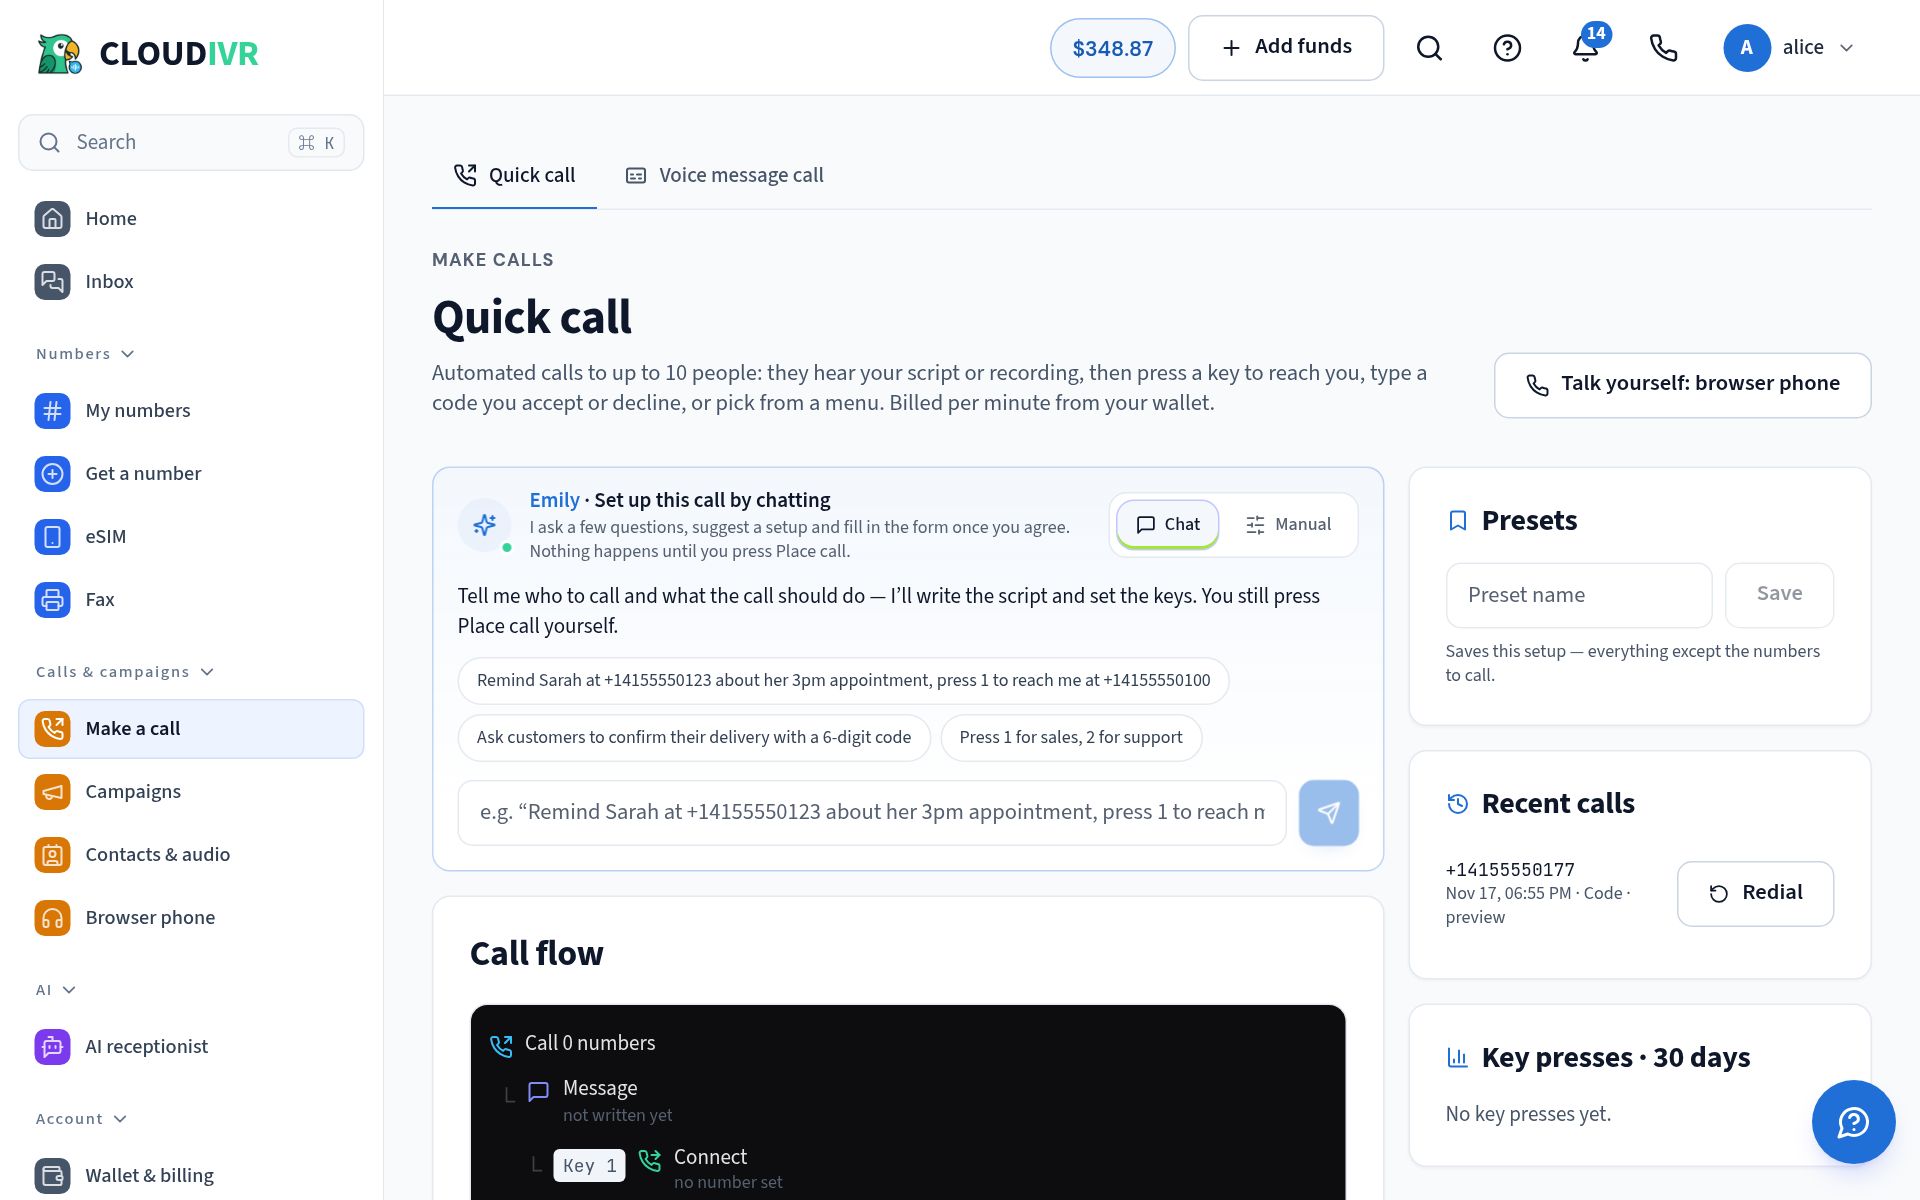 CLOUDIVR
Search
⌘ K
Home
Inbox
Numbers
My numbers
Get a number
eSIM
Fax
Calls & campaigns
Make a call
Campaigns
Contacts & audio
Browser phone
AI
AI receptionist
Account
Wallet & billing
$348.87
Add funds
14
A
alice
Quick call
Voice message call
MAKE CALLS
Quick call
Automated calls to up to 10 people: they hear your script or recording, then press a key to reach you, type a
code you accept or decline, or pick from a menu. Billed per minute from your wallet.
Talk yourself: browser phone
Emily · Set up this call by chatting
I ask a few questions, suggest a setup and fill in the form once you agree.
Nothing happens until you press Place call.
Chat
Manual
Tell me who to call and what the call should do — I’ll write the script and set the keys. You still press
Place call yourself.
Remind Sarah at +14155550123 about her 3pm appointment, press 1 to reach me at +14155550100
Ask customers to confirm their delivery with a 6-digit code
Press 1 for sales, 2 for support
e.g. “Remind Sarah at +14155550123 about her 3pm appointment, press 1 to reach m
Call flow
Call 0 numbers
Message
not written yet
Key 1
Connect
no number set
Presets
Preset name
Save
Saves this setup — everything except the numbers
to call.
Recent calls
+14155550177
Nov 17, 06:55 PM · Code ·
preview
Redial
Key presses · 30 days
No key presses yet.